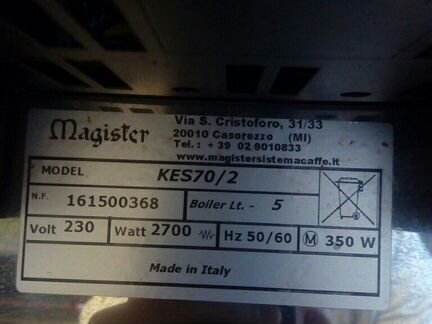 Magister
Via S. Cristoforo, 31/33
20010 Casorezzo (MI)
Tel. : + 39 02 9010833
www.magistersistemacaffe.it
MODEL KES70/2
N.F. 161500368 Boiler Lt. - 5
Volt 230 Watt 2700 Hz 50/60 M 350 W
Made in Italy